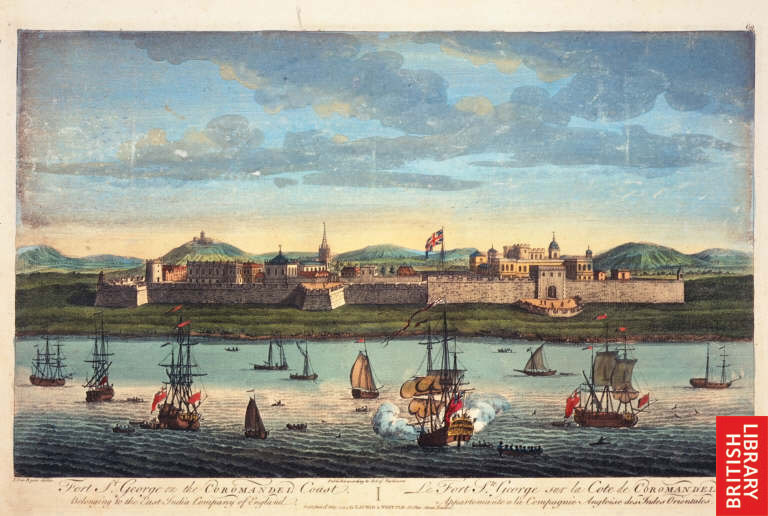 Fort St. George on the COROMANDEL Coast
Belonging to the East India Company of England
I
Le Fort St. George sur la Cote de COROMANDEL
Appartenante a la Compagnie Angloise des Indes Orientales
BRITISH
LIBRARY